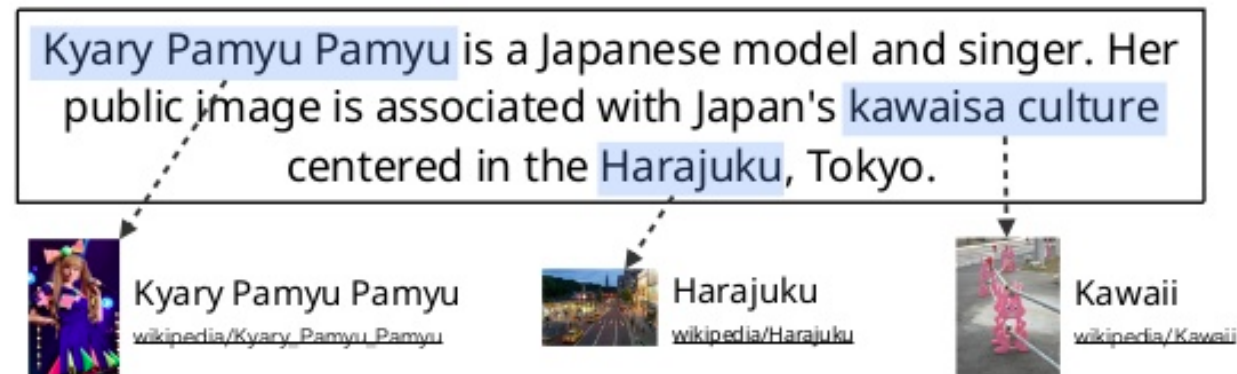 Kyary Pamyu Pamyu is a Japanese model and singer. Her
public image is associated with Japan's kawaisa culture
centered in the Harajuku, Tokyo.
Kyary Pamyu Pamyu
wikipedia/Kyary_Pamyu_Pamyu
Harajuku
wikipedia/Harajuku
Kawaii
wikipedia/Kawaii